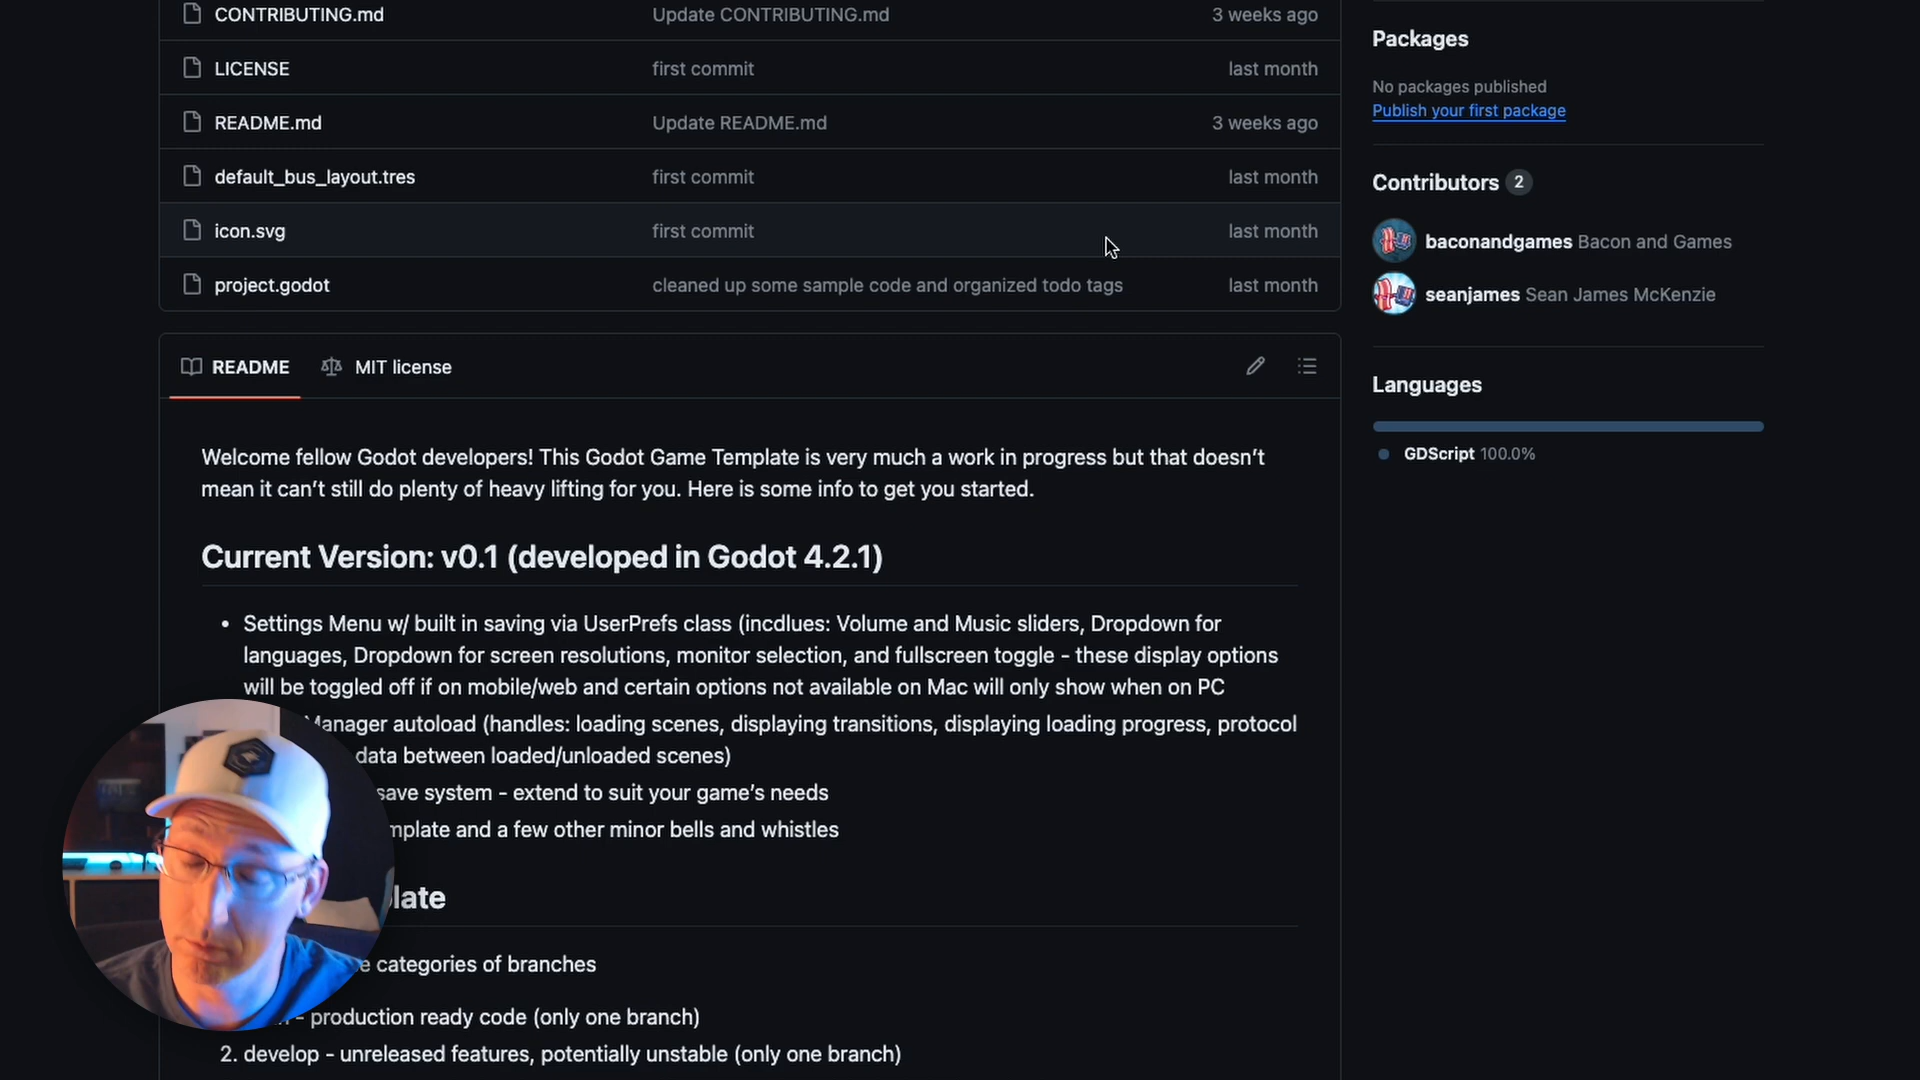 CONTRIBUTING.md Update CONTRIBUTING.md 3 weeks ago
LICENSE first commit last month
README.md Update README.md 3 weeks ago
default_bus_layout.tres first commit last month
icon.svg first commit last month
project.godot cleaned up some sample code and organized todo tags last month
README MIT license
Welcome fellow Godot developers! This Godot Game Template is very much a work in progress but that doesn't
mean it can't still do plenty of heavy lifting for you. Here is some info to get you started.
Current Version: v0.1 (developed in Godot 4.2.1)
• Settings Menu w/ built in saving via UserPrefs class (incdlues: Volume and Music sliders, Dropdown for
languages, Dropdown for screen resolutions, monitor selection, and fullscreen toggle - these display options
will be toggled off if on mobile/web and certain options not available on Mac will only show when on PC
Manager autoload (handles: loading scenes, displaying transitions, displaying loading progress, protocol
data between loaded/unloaded scenes)
save system - extend to suit your game's needs
and a few other minor bells and whistles
categories of branches
- production ready code (only one branch)
2. develop - unreleased features, potentially unstable (only one branch)
Packages
No packages published
Publish your first package
Contributors 2
baconandgames Bacon and Games
seanjames Sean James McKenzie
Languages
GDScript 100.0%